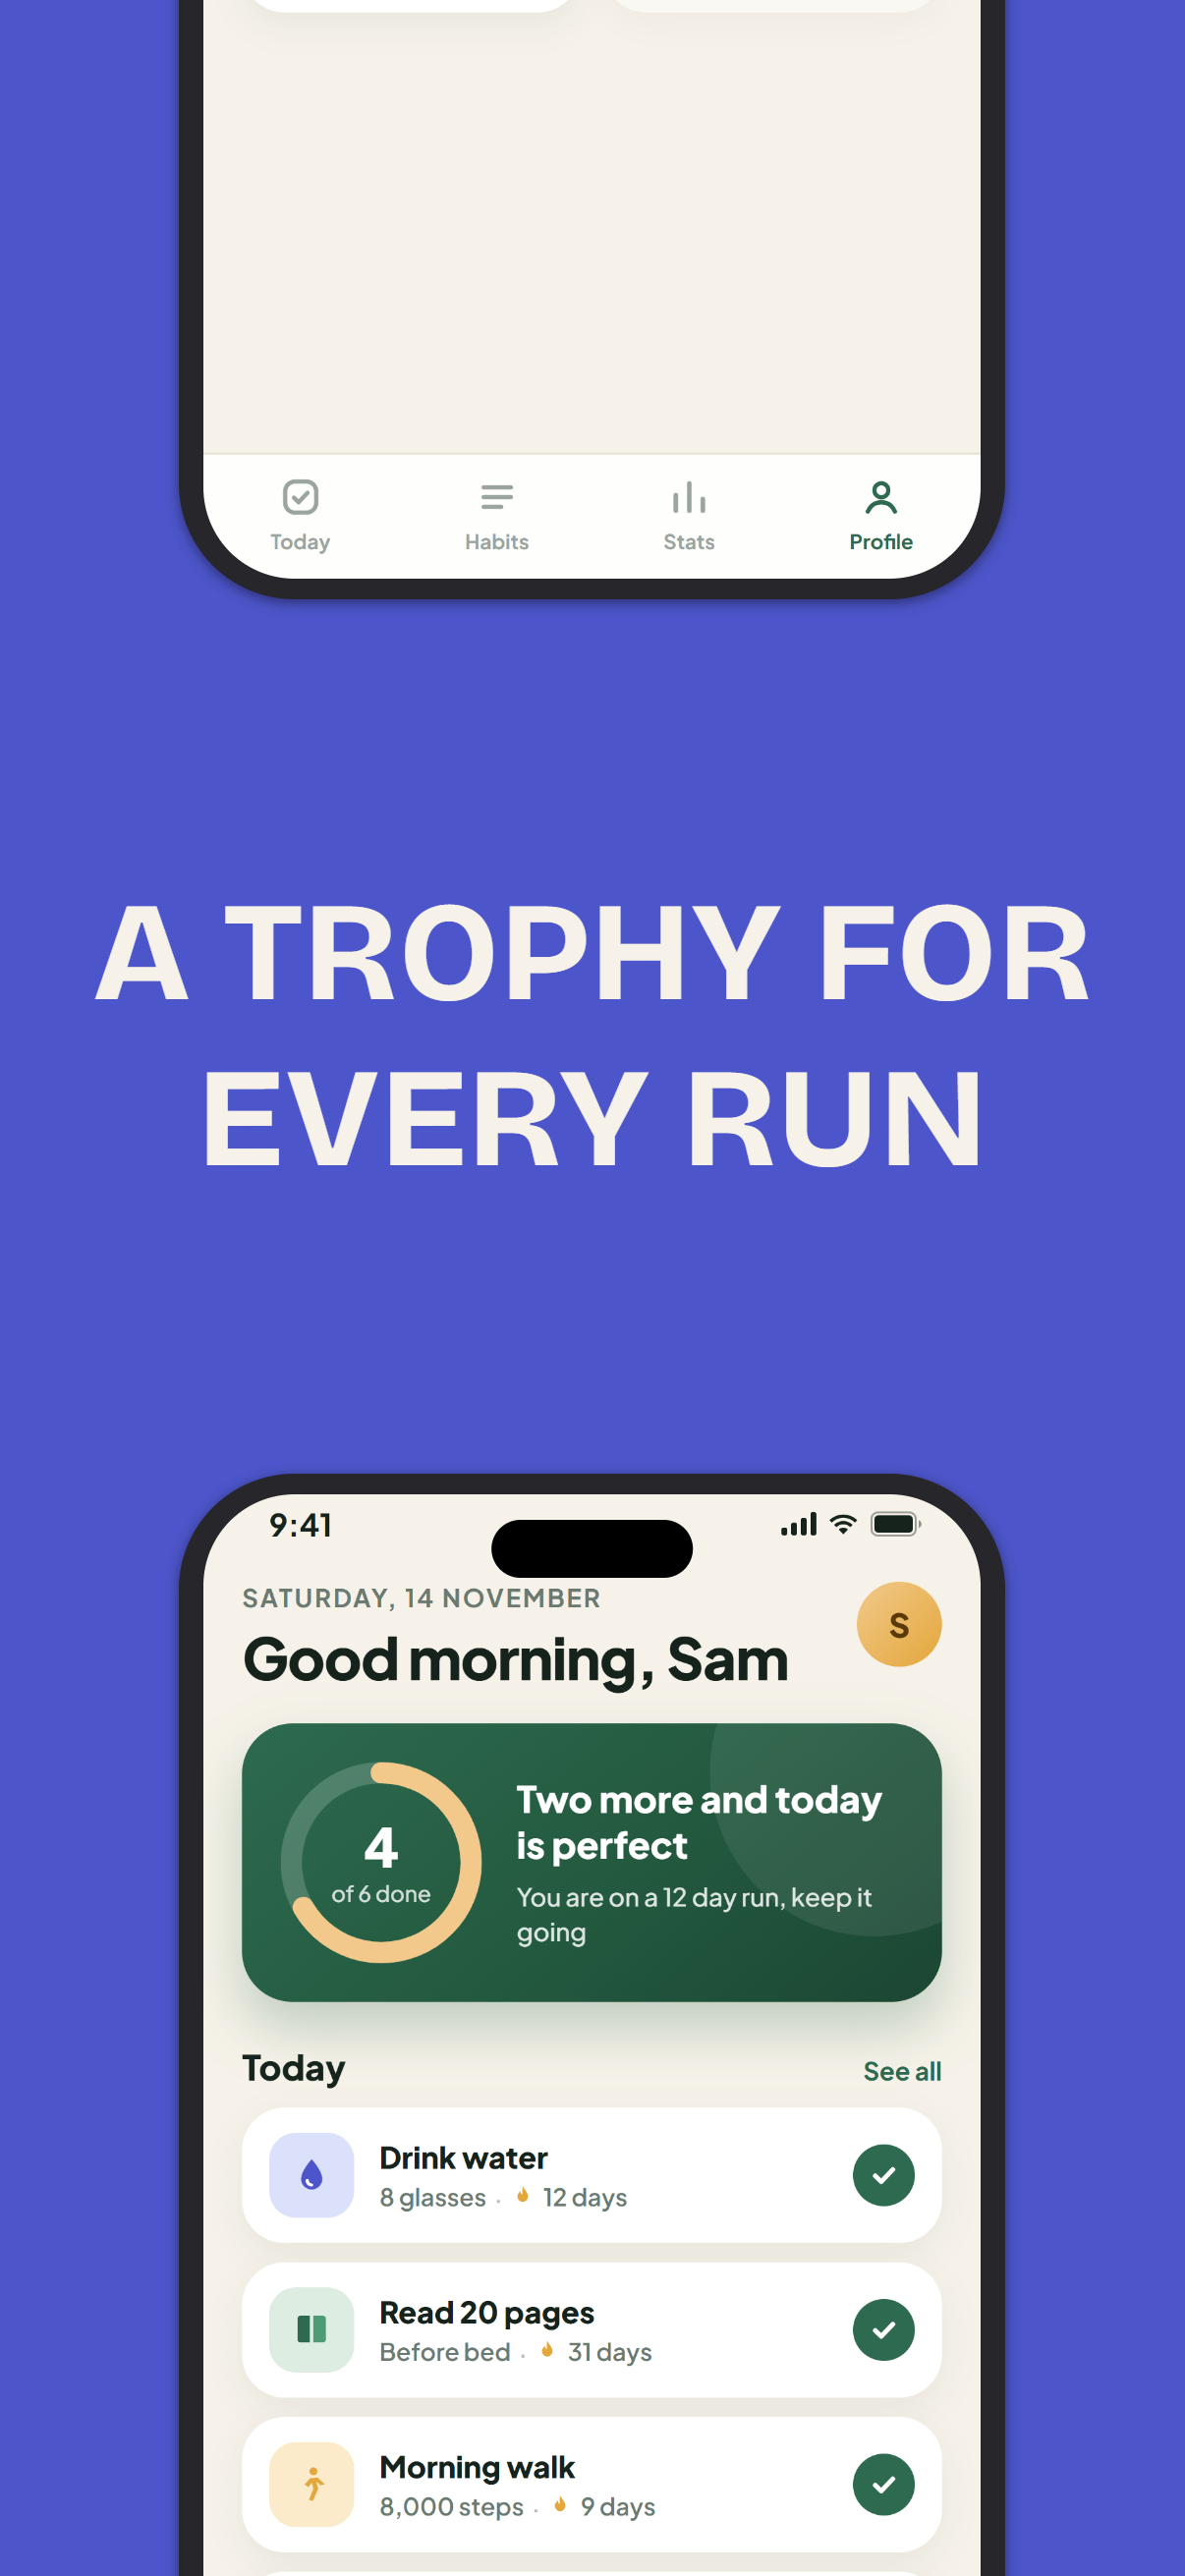 Today
Habits
Stats
Profile
A TROPHY FOR
EVERY RUN
9:41
SATURDAY, 14 NOVEMBER
S
Good morning, Sam
4
of 6 done
Two more and today
is perfect
You are on a 12 day run, keep it
going
Today
See all
Drink water
8 glasses · 12 days
Read 20 pages
Before bed · 31 days
Morning walk
8,000 steps · 9 days